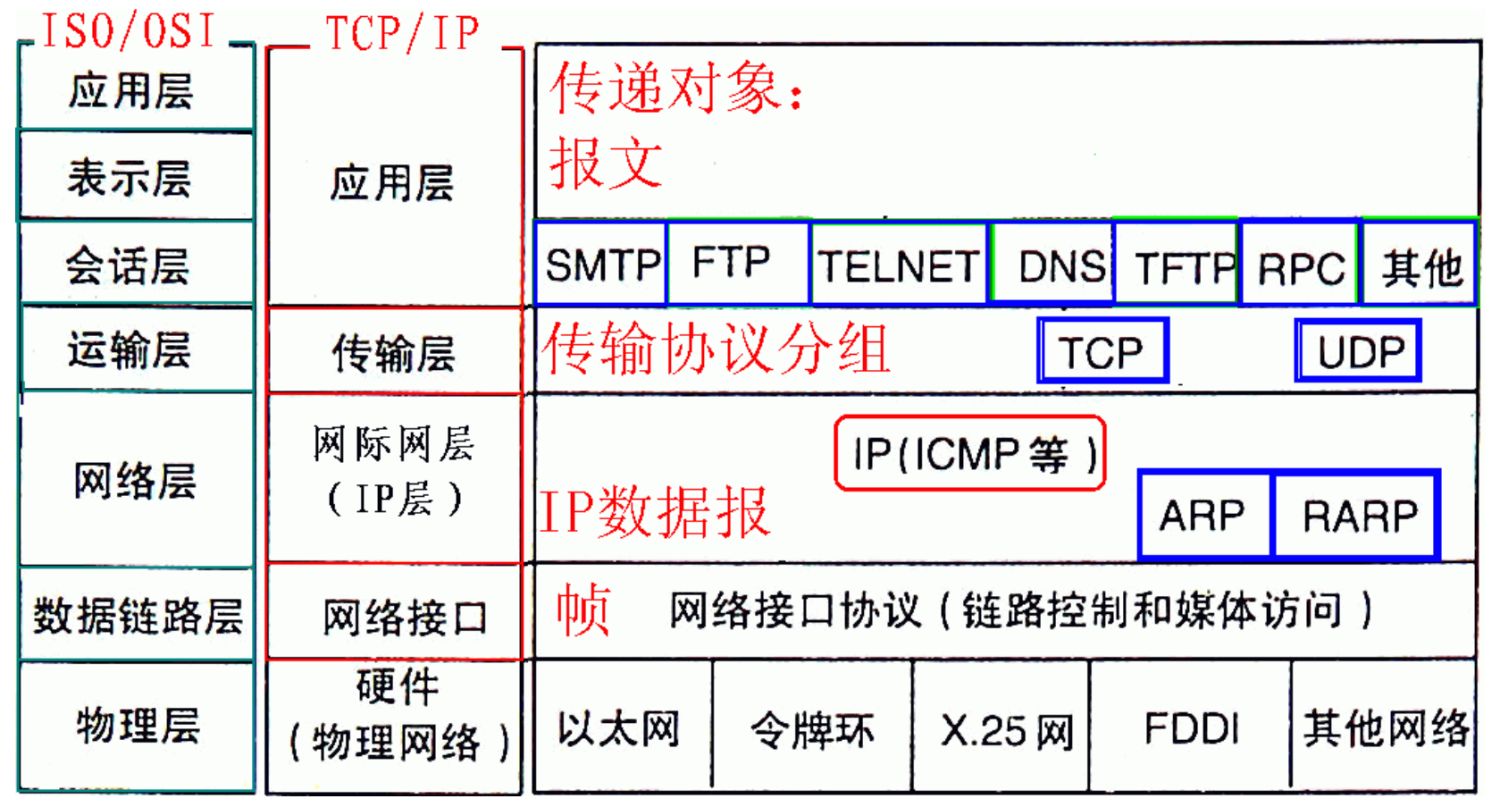 ISO/OSI
TCP/IP
应用层
表示层
会话层
运输层
网络层
数据链路层
物理层
应用层
传输层
网际网层
(IP层)
网络接口
硬件
(物理网络)
传递对象:
报文
SMTP FTP TELNET DNS TFTP RPC 其他
传输协议分组 TCP UDP
IP(ICMP等)
IP数据报 ARP RARP
帧 网络接口协议(链路控制和媒体访问)
以太网 令牌环 X.25网 FDDI 其他网络